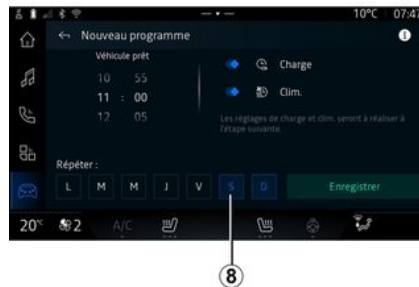 10°C 07:47
Nouveau programme
Véhicule prêt
10 55
11 : 00
12 05
Charge
Clim.
Les réglages de charge et clim. seront à réaliser à
l'étape suivante.
Répéter :
L M M J V S D Enregistrer
20°C 2 A/C
8